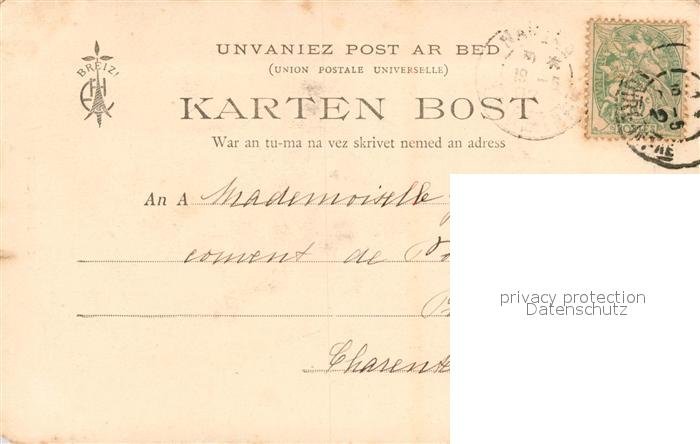 BREIZ!
UNVANIEZ POST AR BED
(UNION POSTALE UNIVERSELLE)
KARTEN BOST
War an tu-ma na vez skrivet nemed an adress
An A Mademoiselle
couvent de
Charente
privacy protection
Datenschutz